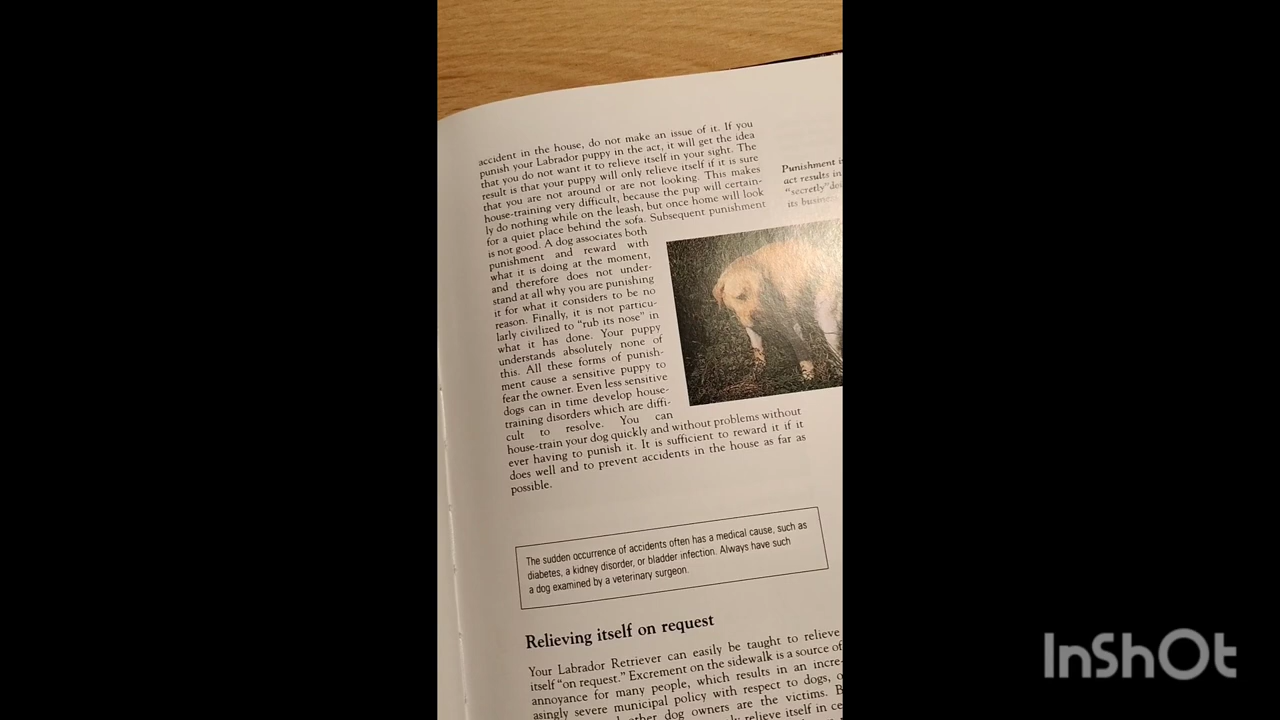 accident in the house, do not make an issue of it. If you
punish your Labrador puppy in the act, it will get the idea
that you do not want it to relieve itself in your sight. The
result is that your puppy will only relieve itself if it is sure
that you are not around or are not looking. This makes
house-training very difficult, because the pup will certain-
ly do nothing while on the leash, but once home will look
for a quiet place behind the sofa. Subsequent punishment
is not good. A dog associates both
punishment and reward with
what it is doing at the moment,
and therefore does not under-
stand at all why you are punishing
it for what it considers to be no
reason. Finally, it is not particu-
larly civilized to "rub its nose" in
what it has done. Your puppy
understands absolutely none of
this. All these forms of punish-
ment cause a sensitive puppy to
fear the owner. Even less sensitive
dogs can in time develop house-
training disorders which are diffi-
cult to resolve. You can
house-train your dog quickly and without problems without
ever having to punish it. It is sufficient to reward it if it
does well and to prevent accidents in the house as far as
possible.
Punishment i
act results in
"secretly" doi
its busin
The sudden occurrence of accidents often has a medical cause, such as
diabetes, a kidney disorder, or bladder infection. Always have such
a dog examined by a veterinary surgeon.
Relieving itself on request
Your Labrador Retriever can easily be taught to relieve
itself "on request." Excrement on the sidewalk is a source of
annoyance for many people, which results in an incre-
asingly severe municipal policy with respect to dogs, o
other dog owners are the victims. B
relieve itself in ce
InShOt